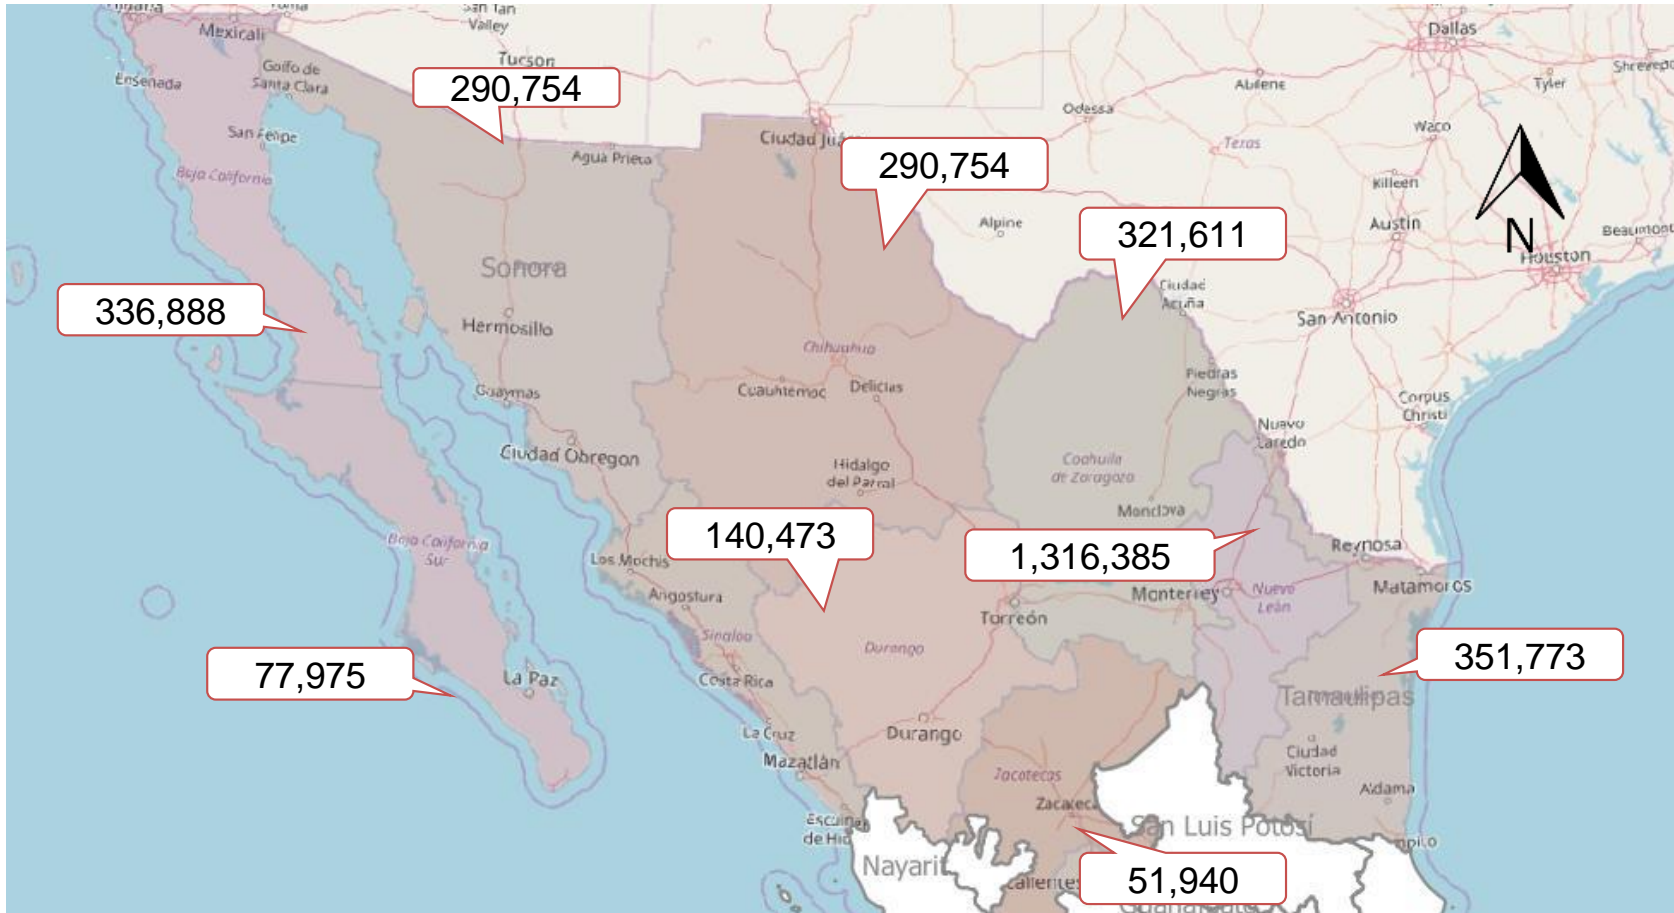 San Tan
Valley
Mexicali
Tucson
Dallas
Golfo de
Santa Clara
Ensenada
290,754
Abilene
Tyler
Odessa
San Felipe
Agua Prieta
Waco
Texas
Baja California
290,754
Killeen
Alpine
321,611
Austin
N
Beaumont
Houston
Sonora
336,888
Hermosillo
Ciudad
Acuña
San Antonio
Chihuahua
Cuauhtemoc
Delicias
Piedras
Negras
Guaymas
Corpus
Christi
Nuevo
Laredo
Ciudad Obregon
Hidalgo
del Parral
Coahuila
de Zaragoza
Monclova
140,473
1,316,385
Baja California
Sur
Los Mochis
Reynosa
Angostura
Monterrey
Nuevo
León
Matamoros
Torreón
Sinaloa
Durango
351,773
77,975
La Paz
Costa Rica
Tamaulipas
La Cruz
Durango
Ciudad
Victoria
Mazatlán
Zacatecas
Aldama
San Luis Potosí
Nayarit
51,940